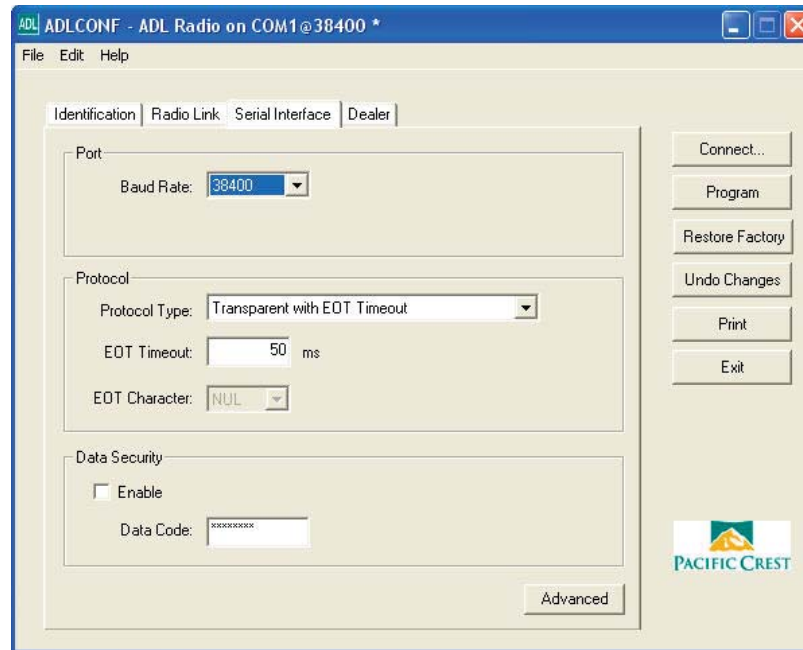 ADL ADLCONF - ADL Radio on COM1@38400 *
File Edit Help
Identification Radio Link Serial Interface Dealer
Port
Baud Rate: 38400
Protocol
Protocol Type: Transparent with EOT Timeout
EOT Timeout: 50 ms
EOT Character: NUL
Data Security
Enable
Data Code: ********
Advanced
Connect...
Program
Restore Factory
Undo Changes
Print
Exit
PACIFIC CREST